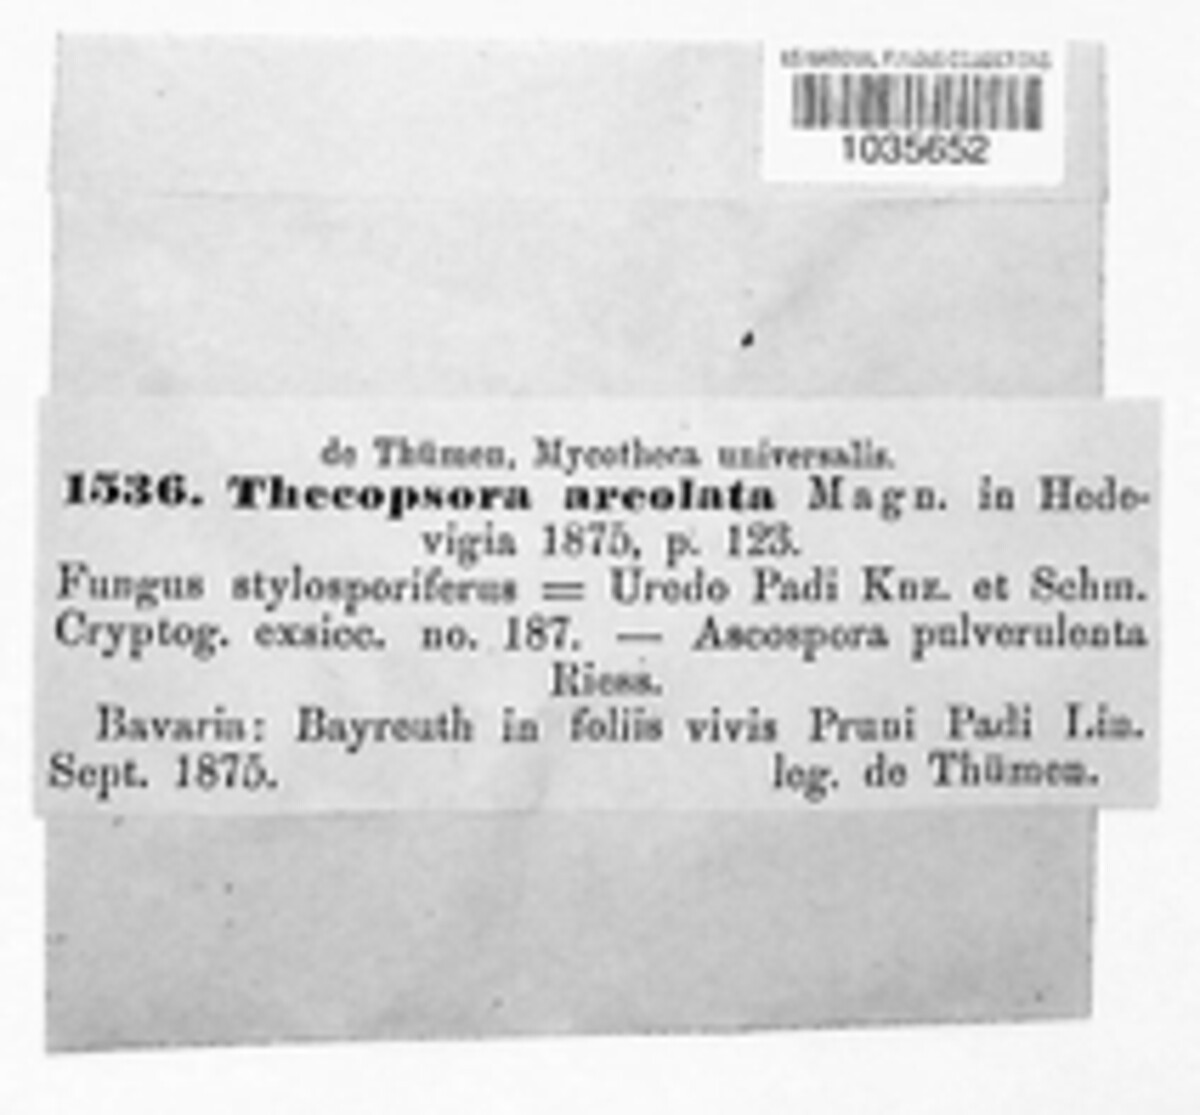 1035652
de Thümen, Mycotheca universalis.
1536. Thecopsora areolata Magn. in Hede-
vigia 1875, p. 123.
Fungus stylosporiferus = Uredo Padi Knz. et Schm.
Cryptog. exsicc. no. 187. — Ascospora pulverulenta
Riess.
Bavaria: Bayreuth in foliis vivis Pruni Padi Lin.
Sept. 1875. leg. de Thümen.